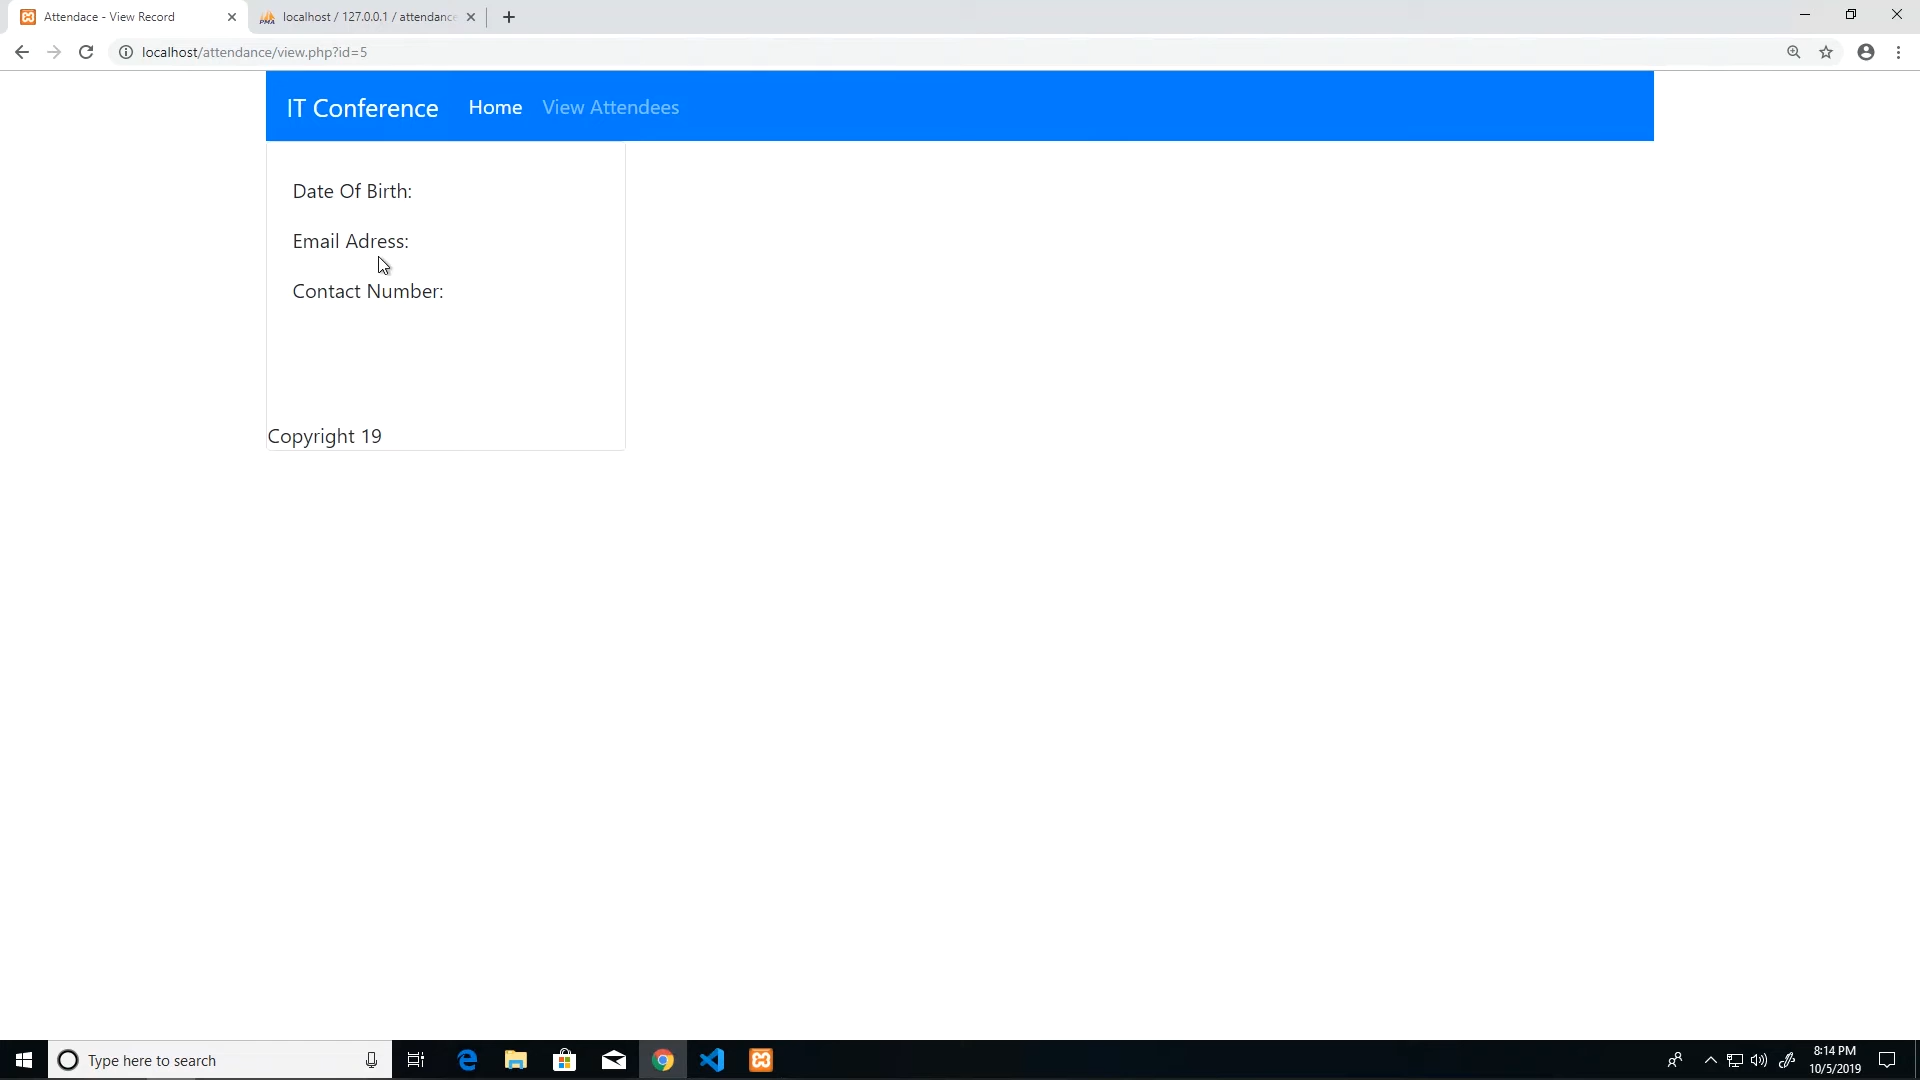 Attendace - View Record
localhost / 127.0.0.1 / attendance
localhost/attendance/view.php?id=5
IT Conference Home View Attendees
Date Of Birth:
Email Adress:
Contact Number:
Copyright 19
Type here to search
8:14 PM
10/5/2019